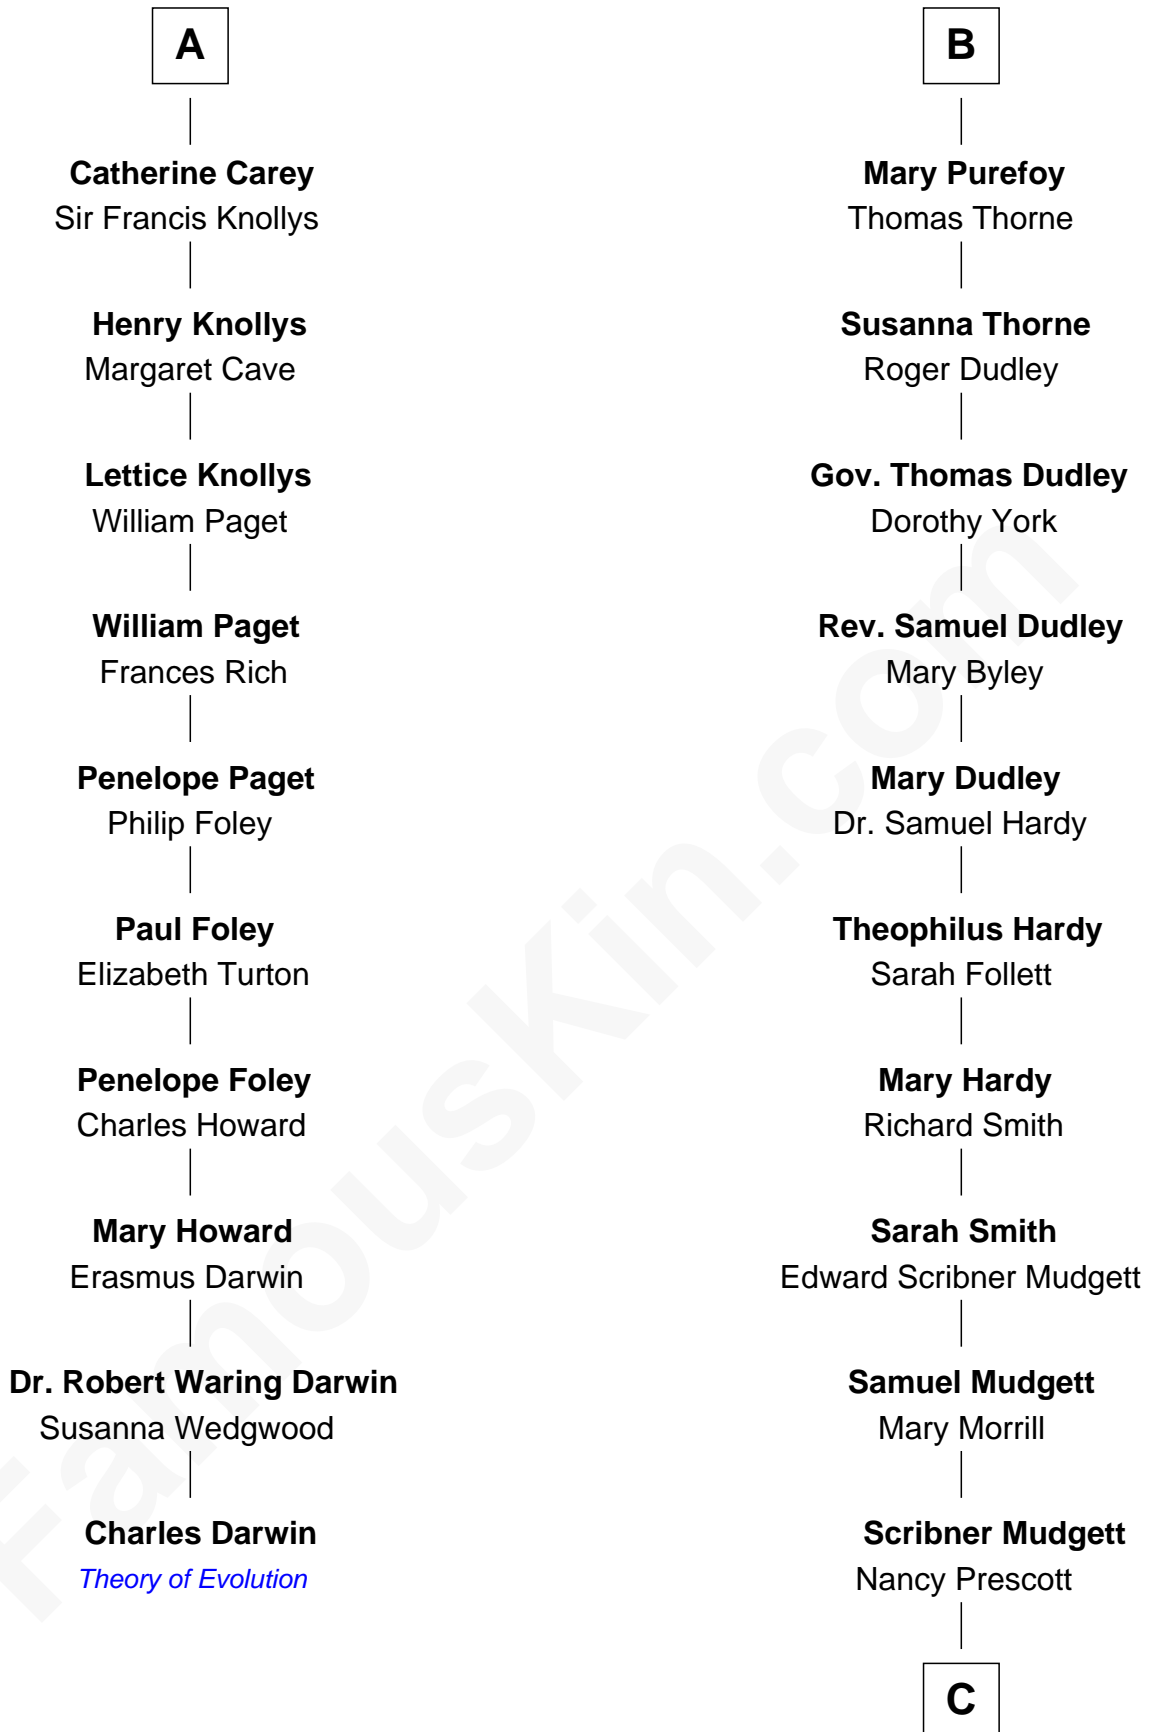 A
Catherine Carey
Sir Francis Knollys
Henry Knollys
Margaret Cave
Lettice Knollys
William Paget
William Paget
Frances Rich
Penelope Paget
Philip Foley
Paul Foley
Elizabeth Turton
Penelope Foley
Charles Howard
Mary Howard
Erasmus Darwin
Dr. Robert Waring Darwin
Susanna Wedgwood
Charles Darwin
Theory of Evolution
B
Mary Purefoy
Thomas Thorne
Susanna Thorne
Roger Dudley
Gov. Thomas Dudley
Dorothy York
Rev. Samuel Dudley
Mary Byley
Mary Dudley
Dr. Samuel Hardy
Theophilus Hardy
Sarah Follett
Mary Hardy
Richard Smith
Sarah Smith
Edward Scribner Mudgett
Samuel Mudgett
Mary Morrill
Scribner Mudgett
Nancy Prescott
C
FamousKin.com